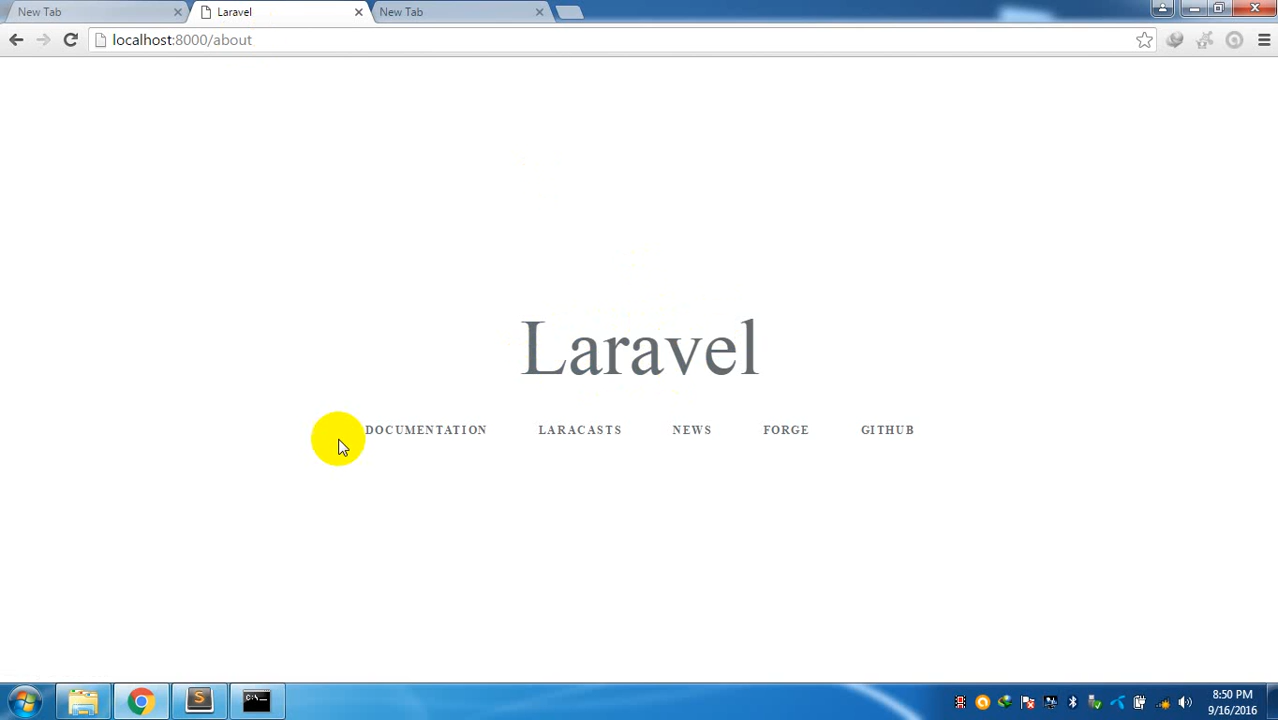 New Tab
Laravel
New Tab
localhost:8000/about
Laravel
DOCUMENTATION LARACASTS NEWS FORGE GITHUB
8:50 PM
9/16/2016